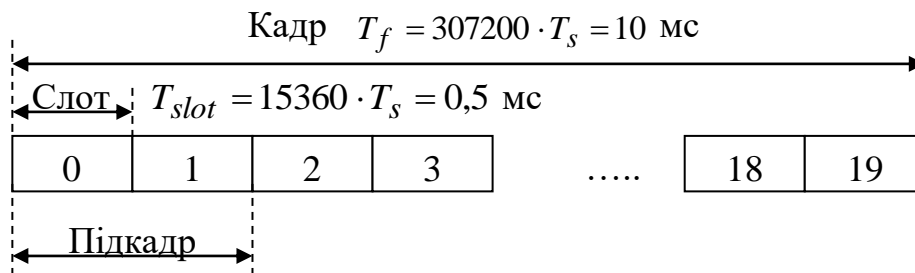 Кадр T_f = 307200 · T_s = 10 мс
Слот T_slot = 15360 · T_s = 0,5 мс
0 1 2 3 ….. 18 19
Підкадр